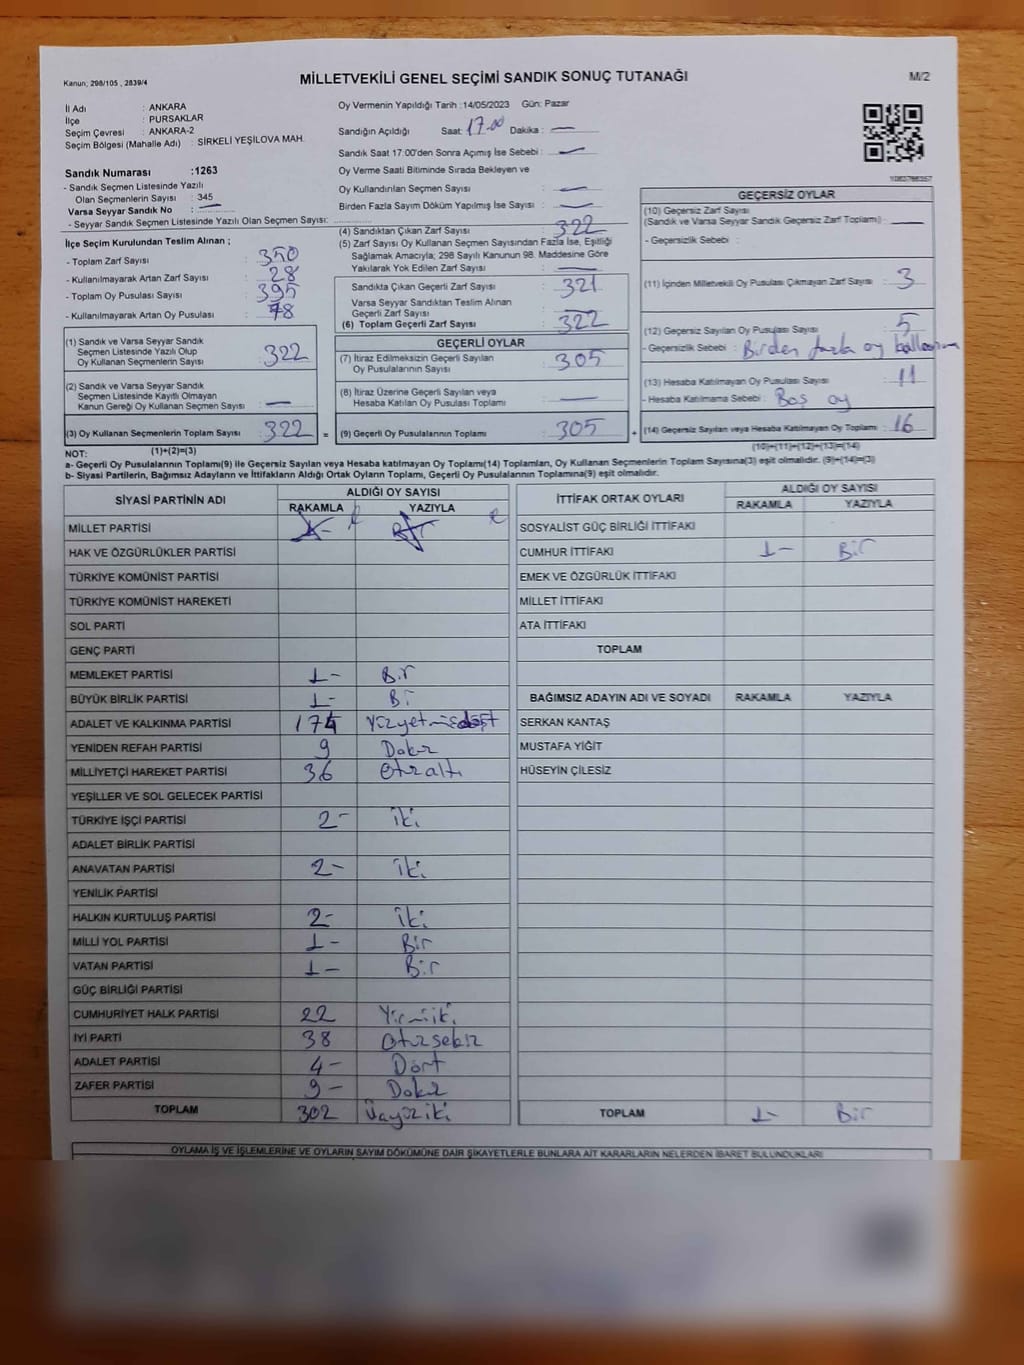 Kanun; 298/105 , 2839/4
MİLLETVEKİLİ GENEL SEÇİMİ SANDIK SONUÇ TUTANAĞI
M/2
İl Adı : ANKARA
İlçe : PURSAKLAR
Seçim Çevresi : ANKARA-2
Seçim Bölgesi (Mahalle Adı) : SİRKELİ YEŞİLOVA MAH.
Sandık Numarası :1263
- Sandık Seçmen Listesinde Yazılı
Olan Seçmenlerin Sayısı : 345
Varsa Seyyar Sandık No : —
- Seyyar Sandık Seçmen Listesinde Yazılı Olan Seçmen Sayısı:
İlçe Seçim Kurulundan Teslim Alınan ;
- Toplam Zarf Sayısı : 350
- Kullanılmayarak Artan Zarf Sayısı : 28
- Toplam Oy Pusulası Sayısı : 395
- Kullanılmayarak Artan Oy Pusulası : 78
Oy Vermenin Yapıldığı Tarih :14/05/2023 Gün: Pazar
Sandığın Açıldığı Saat: 17.00 Dakika : —
Sandık Saat 17:00'den Sonra Açılmış İse Sebebi : —
Oy Verme Saati Bitiminde Sırada Bekleyen ve
Oy Kullandırılan Seçmen Sayısı : —
Birden Fazla Sayım Döküm Yapılmış İse Sayısı : —
(4) Sandıktan Çıkan Zarf Sayısı : 322
(5) Zarf Sayısı Oy Kullanan Seçmen Sayısından Fazla İse, Eşitliği
Sağlamak Amacıyla; 298 Sayılı Kanunun 98. Maddesine Göre
Yakılarak Yok Edilen Zarf Sayısı : —
Sandıkta Çıkan Geçerli Zarf Sayısı : 321
Varsa Seyyar Sandıktan Teslim Alınan
Geçerli Zarf Sayısı :
(6) Toplam Geçerli Zarf Sayısı : 322
GEÇERSİZ OYLAR
(10) Geçersiz Zarf Sayısı
(Sandık ve Varsa Seyyar Sandık Geçersiz Zarf Toplamı) : —
- Geçersizlik Sebebi :
(11) İçinden Milletvekili Oy Pusulası Çıkmayan Zarf Sayısı : 3
(12) Geçersiz Sayılan Oy Pusulası Sayısı : 5
- Geçersizlik Sebebi : Birden fazla oy
(13) Hesaba Katılmayan Oy Pusulası Sayısı : 11
- Hesaba Katılmama Sebebi : Boş oy
(14) Geçersiz Sayılan veya Hesaba Katılmayan Oy Toplamı : 16
(10)+(11)+(12)+(13)=(14)
(1) Sandık ve Varsa Seyyar Sandık
Seçmen Listesinde Yazılı Olup
Oy Kullanan Seçmenlerin Sayısı : 322
(2) Sandık ve Varsa Seyyar Sandık
Seçmen Listesinde Kayıtlı Olmayan
Kanun Gereği Oy Kullanan Seçmen Sayısı : —
(3) Oy Kullanan Seçmenlerin Toplam Sayısı : 322 =
GEÇERLİ OYLAR
(7) İtiraz Edilmeksizin Geçerli Sayılan
Oy Pusulalarının Sayısı : 305
(8) İtiraz Üzerine Geçerli Sayılan veya
Hesaba Katılan Oy Pusulası Toplamı : —
(9) Geçerli Oy Pusulalarının Toplamı : 305 +
NOT: (1)+(2)=(3)
a- Geçerli Oy Pusulalarının Toplamı(9) ile Geçersiz Sayılan veya Hesaba katılmayan Oy Toplamı(14) Toplamları, Oy Kullanan Seçmenlerin Toplam Sayısına(3) eşit olmalıdır. (9)+(14)=(3)
b- Siyasi Partilerin, Bağımsız Adayların ve İttifakların Aldığı Ortak Oyların Toplamı, Geçerli Oy Pusulalarının Toplamına(9) eşit olmalıdır.
SİYASİ PARTİNİN ADI ALDIĞI OY SAYISI
RAKAMLA YAZIYLA
MİLLET PARTİSİ
HAK VE ÖZGÜRLÜKLER PARTİSİ
TÜRKİYE KOMÜNİST PARTİSİ
TÜRKİYE KOMÜNİST HAREKETİ
SOL PARTİ
GENÇ PARTİ
MEMLEKET PARTİSİ 1- Bir
BÜYÜK BİRLİK PARTİSİ 1- Bi
ADALET VE KALKINMA PARTİSİ 174 Yüzyetmişdört
YENİDEN REFAH PARTİSİ 9 Dokuz
MİLLİYETÇİ HAREKET PARTİSİ 36 Otuzaltı
YEŞİLLER VE SOL GELECEK PARTİSİ
TÜRKİYE İŞÇİ PARTİSİ 2- İki
ADALET BİRLİK PARTİSİ
ANAVATAN PARTİSİ 2- İki
YENİLİK PARTİSİ
HALKIN KURTULUŞ PARTİSİ 2- İki
MİLLİ YOL PARTİSİ 1- Bir
VATAN PARTİSİ 1- Bir
GÜÇ BİRLİĞİ PARTİSİ
CUMHURİYET HALK PARTİSİ 22 Yirmiiki
İYİ PARTİ 38 Otuzsekiz
ADALET PARTİSİ 4- Dört
ZAFER PARTİSİ 9- Dokuz
TOPLAM 302 Üçyüziki
İTTİFAK ORTAK OYLARI ALDIĞI OY SAYISI
RAKAMLA YAZIYLA
SOSYALİST GÜÇ BİRLİĞİ İTTİFAKI
CUMHUR İTTİFAKI 1- Bir
EMEK VE ÖZGÜRLÜK İTTİFAKI
MİLLET İTTİFAKI
ATA İTTİFAKI
TOPLAM
BAĞIMSIZ ADAYIN ADI VE SOYADI RAKAMLA YAZIYLA
SERKAN KANTAŞ
MUSTAFA YİĞİT
HÜSEYİN ÇİLESİZ
TOPLAM 1- Bir
OYLAMA İŞ VE İŞLEMLERİNE VE OYLARIN SAYIM DÖKÜMÜNE DAİR ŞİKAYETLERLE BUNLARA AİT KARARLARIN NELERDEN İBARET BULUNDUKLARI